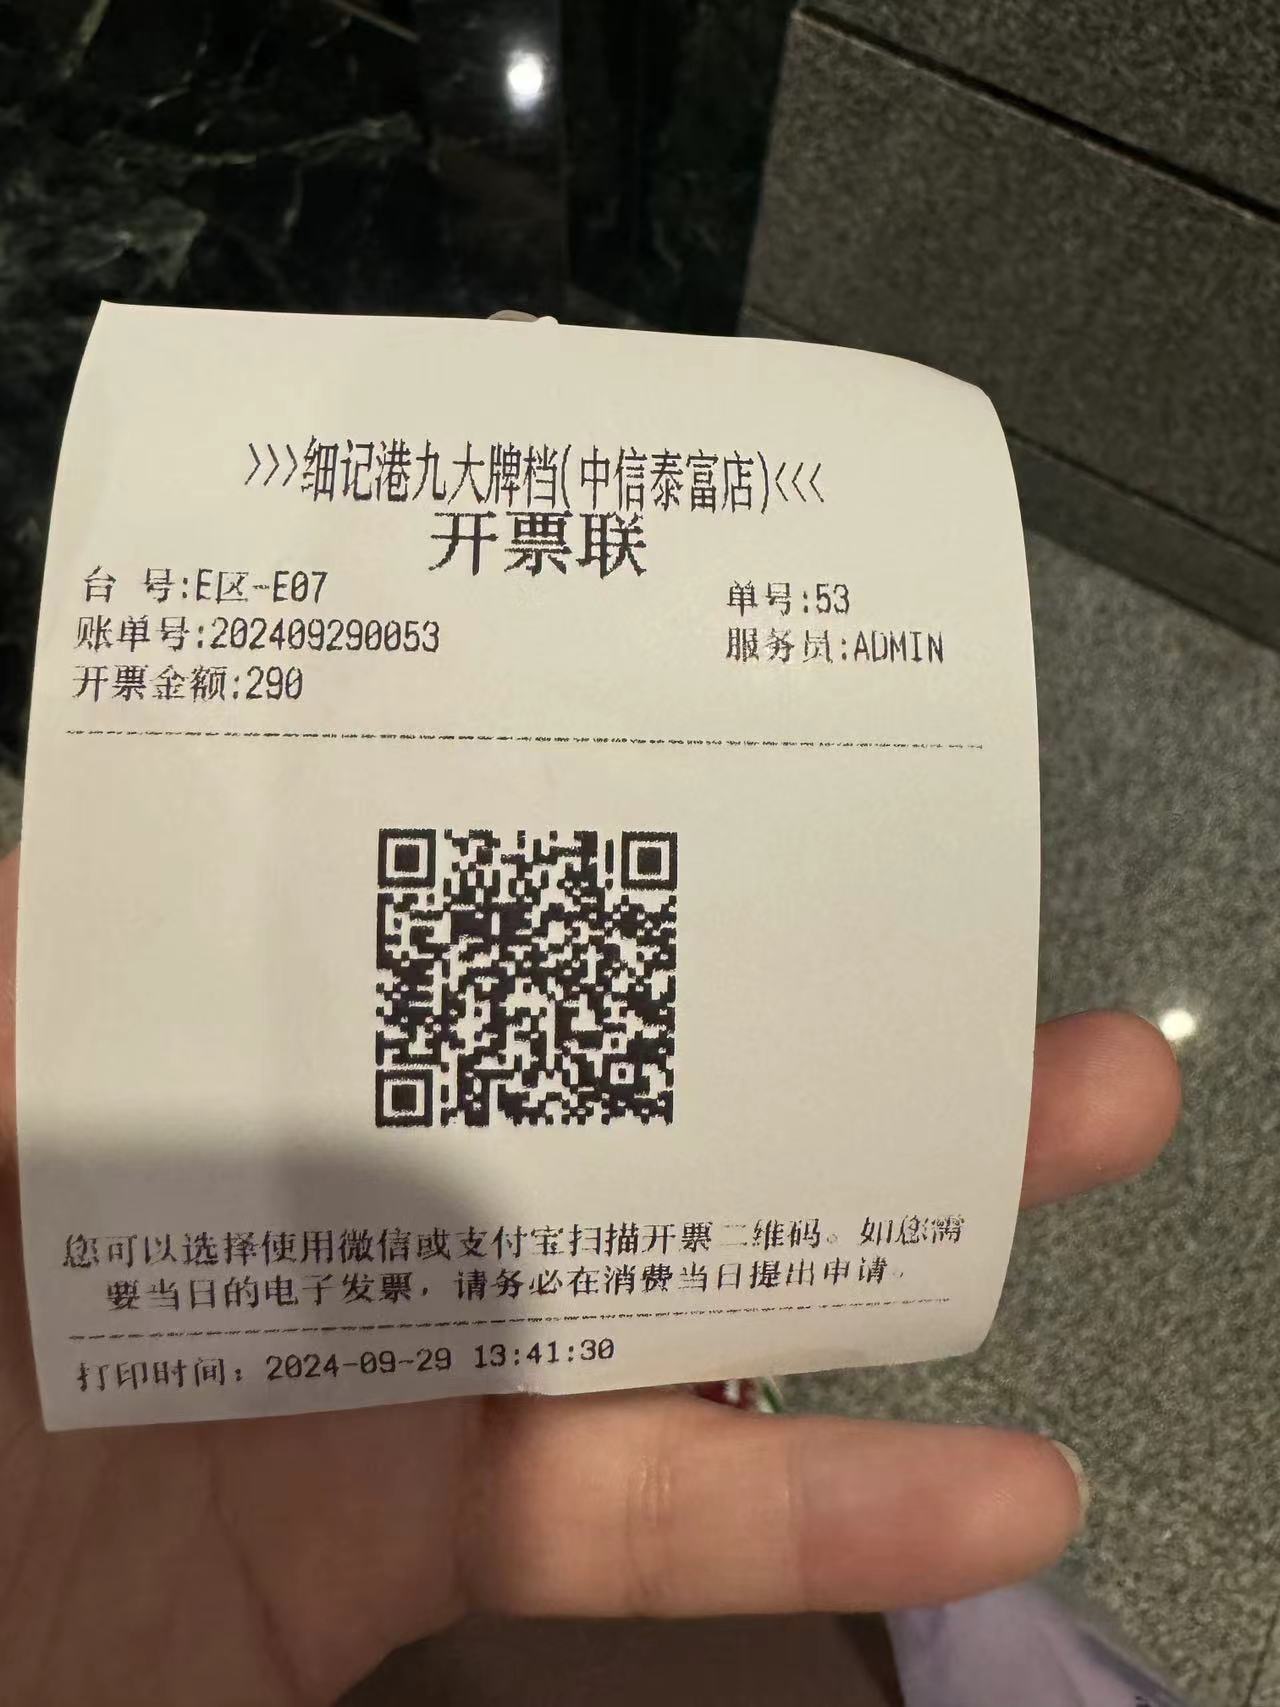 >>>细记港九大牌档(中信泰富店)<<<
开票联
台 号:E区-E07 单号:53
账单号:202409290053 服务员:ADMIN
开票金额:290
您可以选择使用微信或支付宝扫描开票二维码。如您需
要当日的电子发票，请务必在消费当日提出申请。
打印时间：2024-09-29 13:41:30